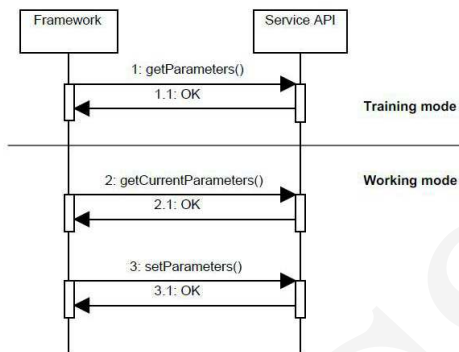 Framework
Service API
1: getParameters()
1.1: OK
Training mode
2: getCurrentParameters()
Working mode
2.1: OK
3: setParameters()
3.1: OK